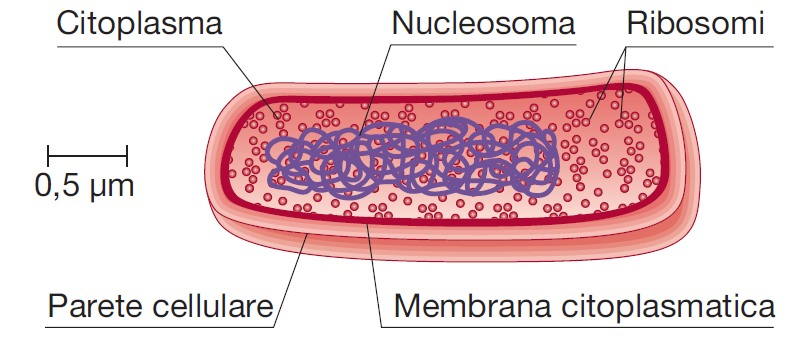 Citoplasma
Nucleosoma
Ribosomi
0,5 μm
Parete cellulare
Membrana citoplasmatica